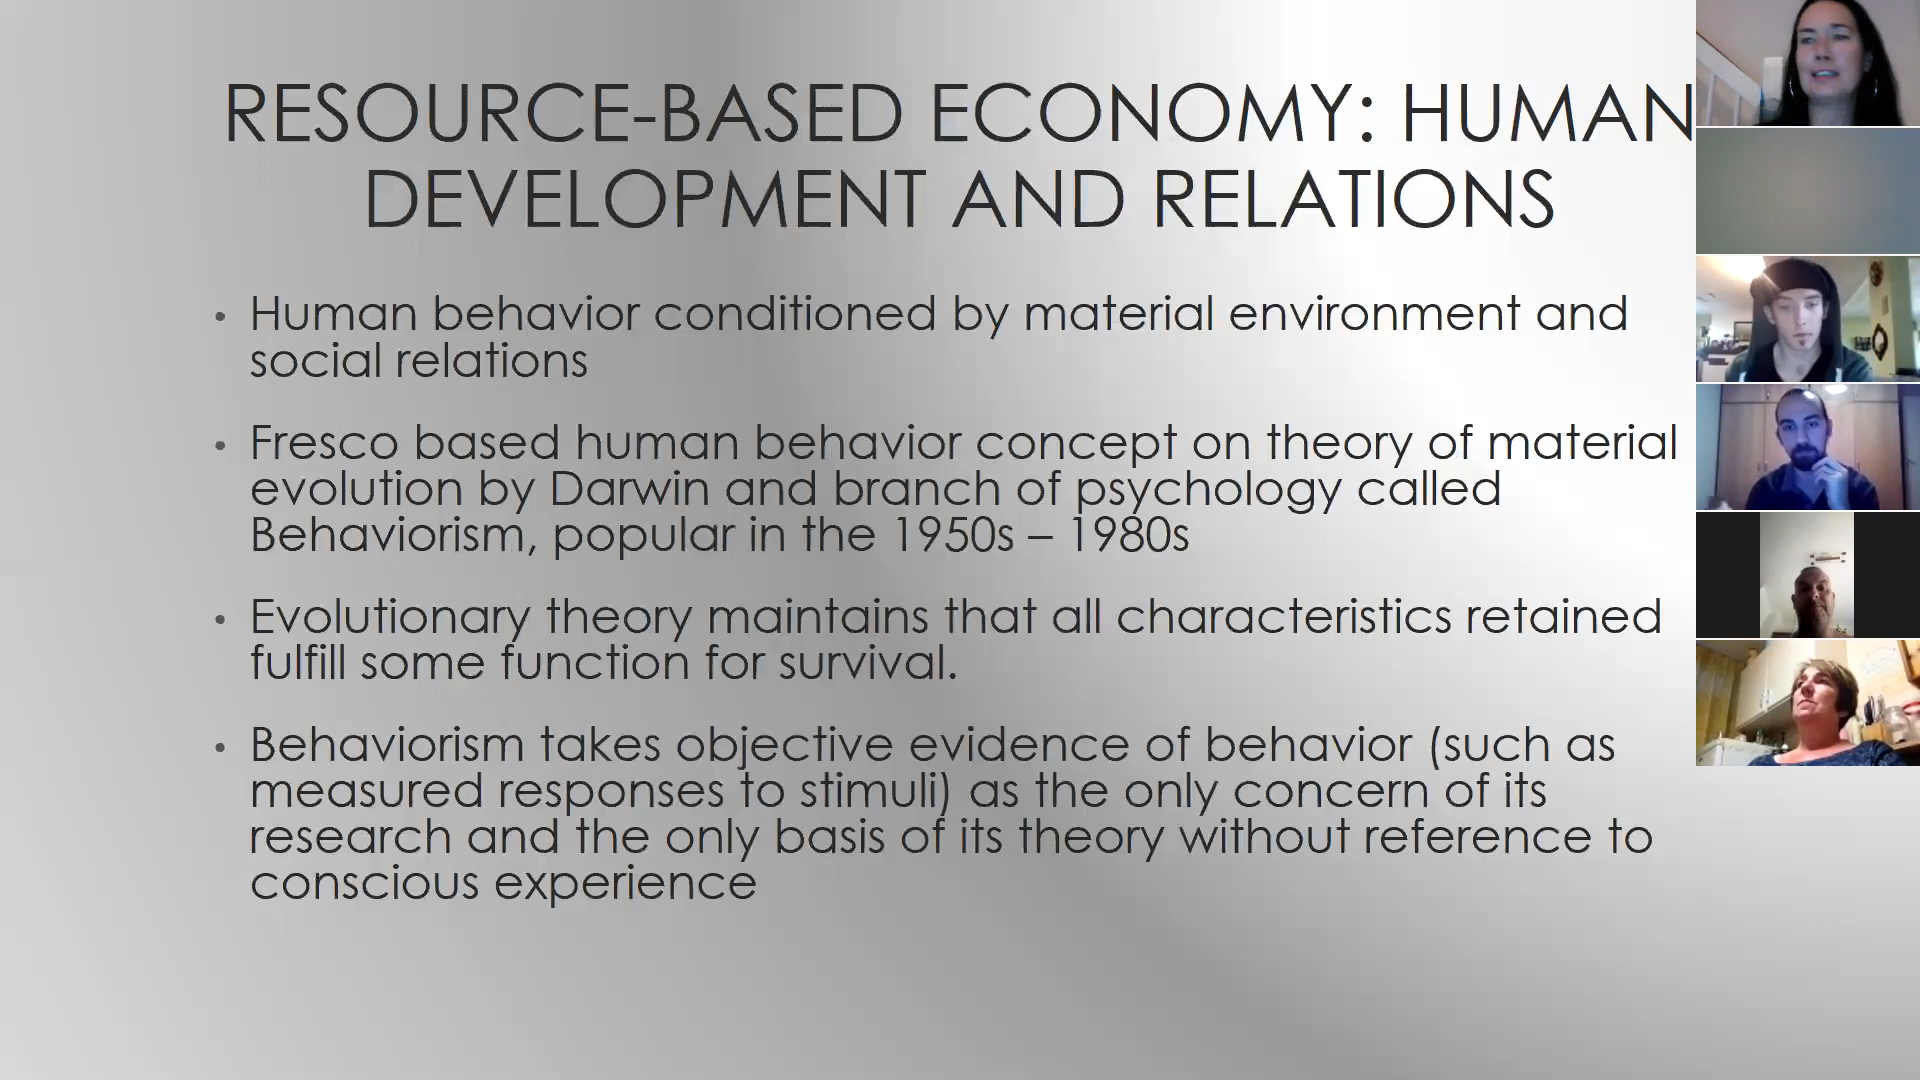 RESOURCE-BASED ECONOMY: HUMAN
DEVELOPMENT AND RELATIONS
• Human behavior conditioned by material environment and
social relations
• Fresco based human behavior concept on theory of material
evolution by Darwin and branch of psychology called
Behaviorism, popular in the 1950s – 1980s
• Evolutionary theory maintains that all characteristics retained
fulfill some function for survival.
• Behaviorism takes objective evidence of behavior (such as
measured responses to stimuli) as the only concern of its
research and the only basis of its theory without reference to
conscious experience